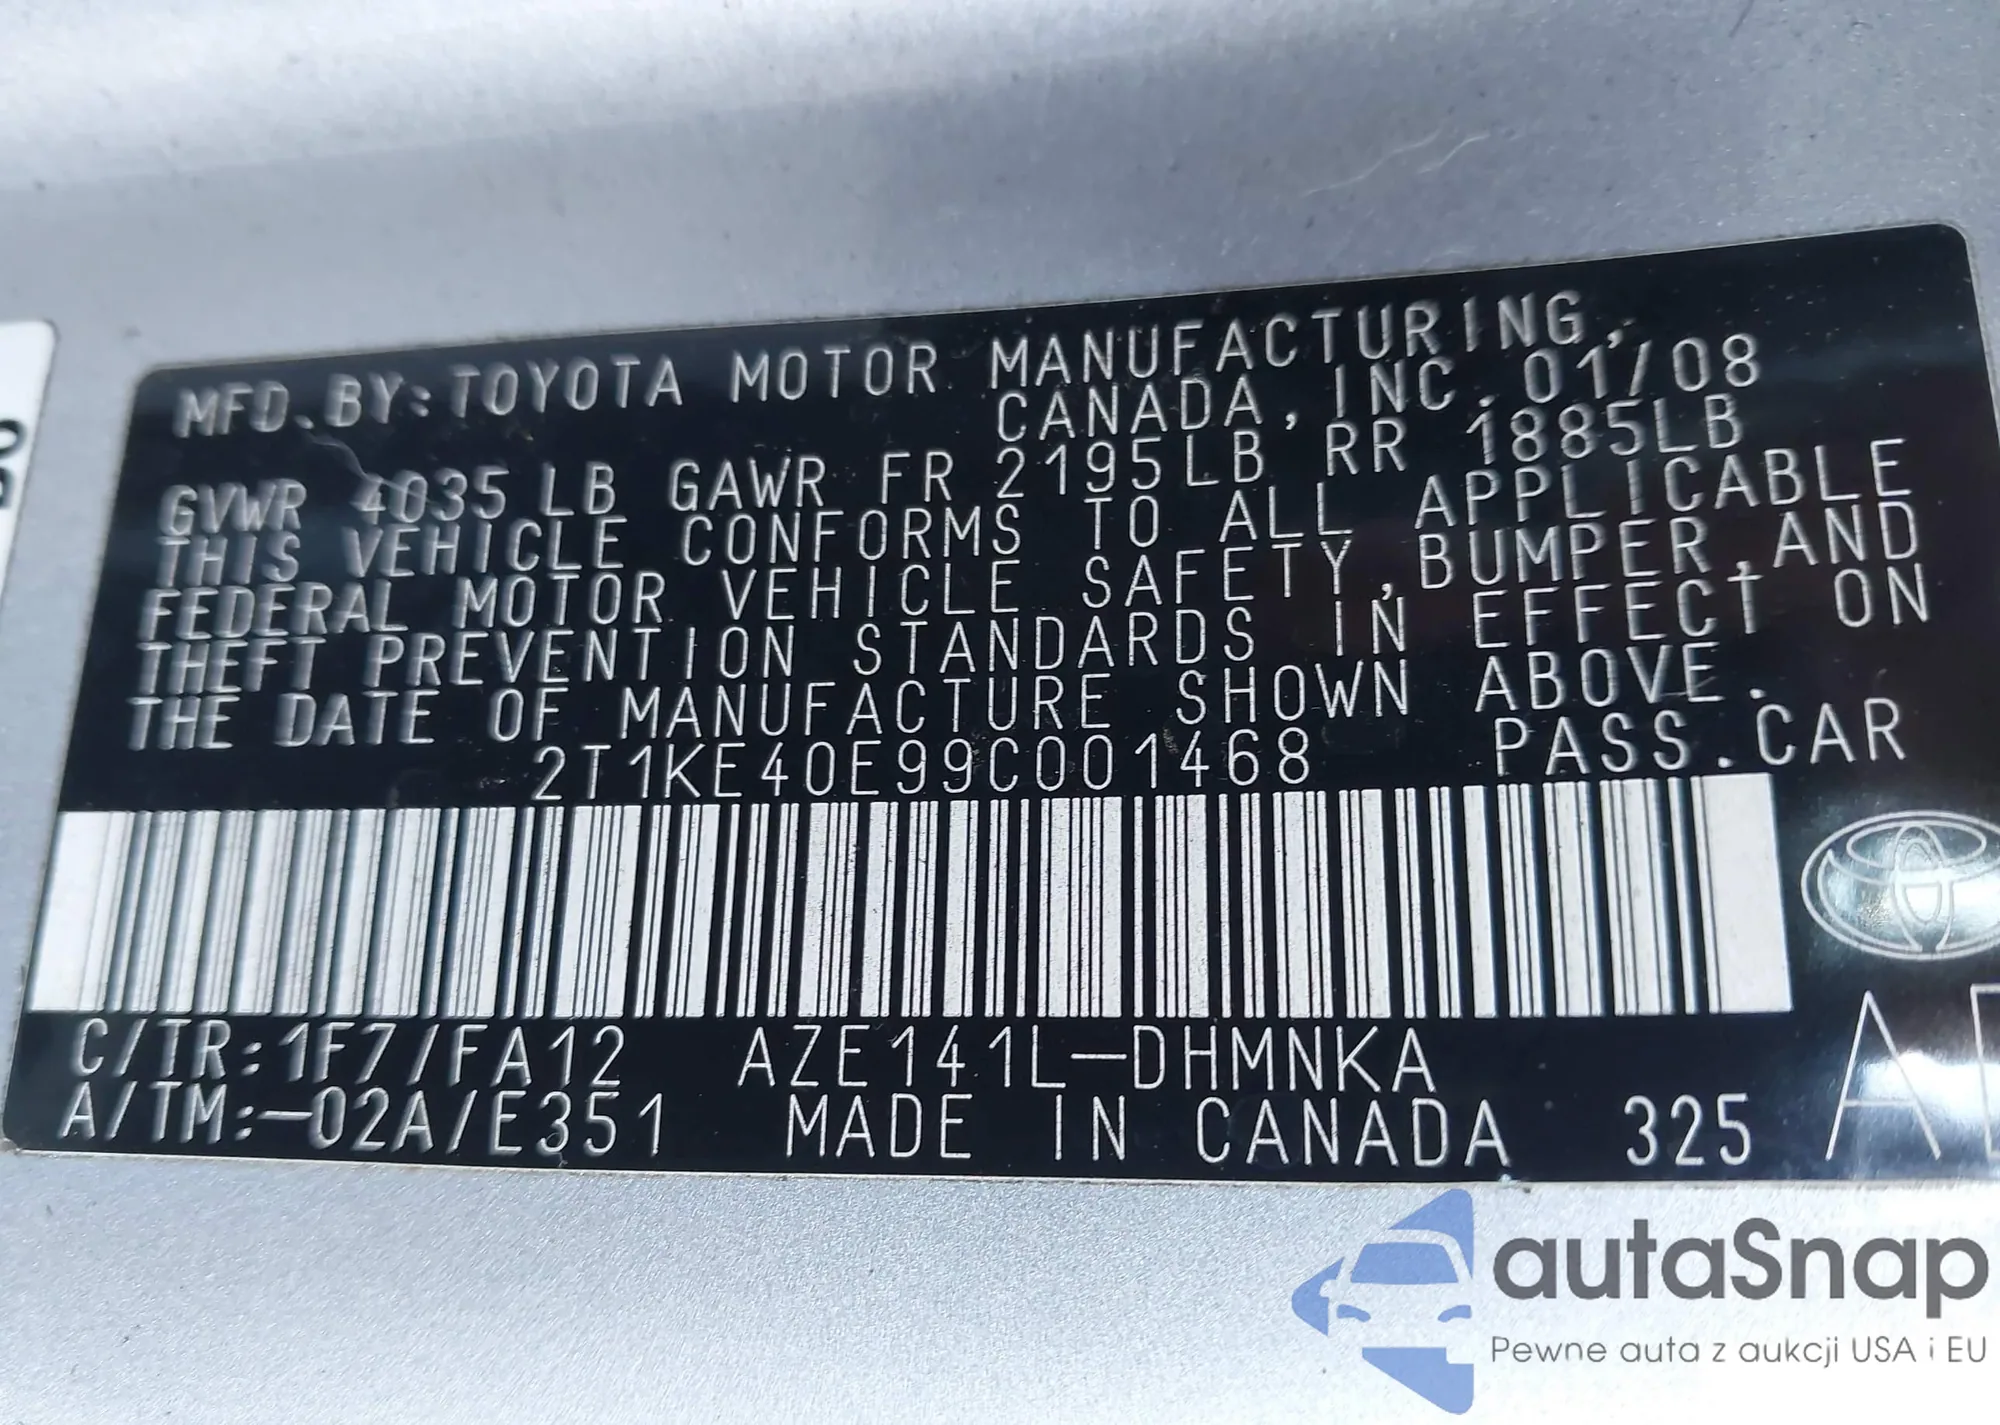 MFD.BY:TOYOTA MOTOR MANUFACTURING,
CANADA, INC. 01/08
GVWR 4035 LB GAWR FR 2195LB RR 1885LB
THIS VEHICLE CONFORMS TO ALL APPLICABLE
FEDERAL MOTOR VEHICLE SAFETY, BUMPER, AND
THEFT PREVENTION STANDARDS IN EFFECT ON
THE DATE OF MANUFACTURE SHOWN ABOVE.
2T1KE40E99C001468 PASS.CAR
C/TR:1F7/FA12 AZE141L-DHMNKA
A/TM:-02A/E351 MADE IN CANADA 325
autaSnap
Pewne auta z aukcji USA i EU